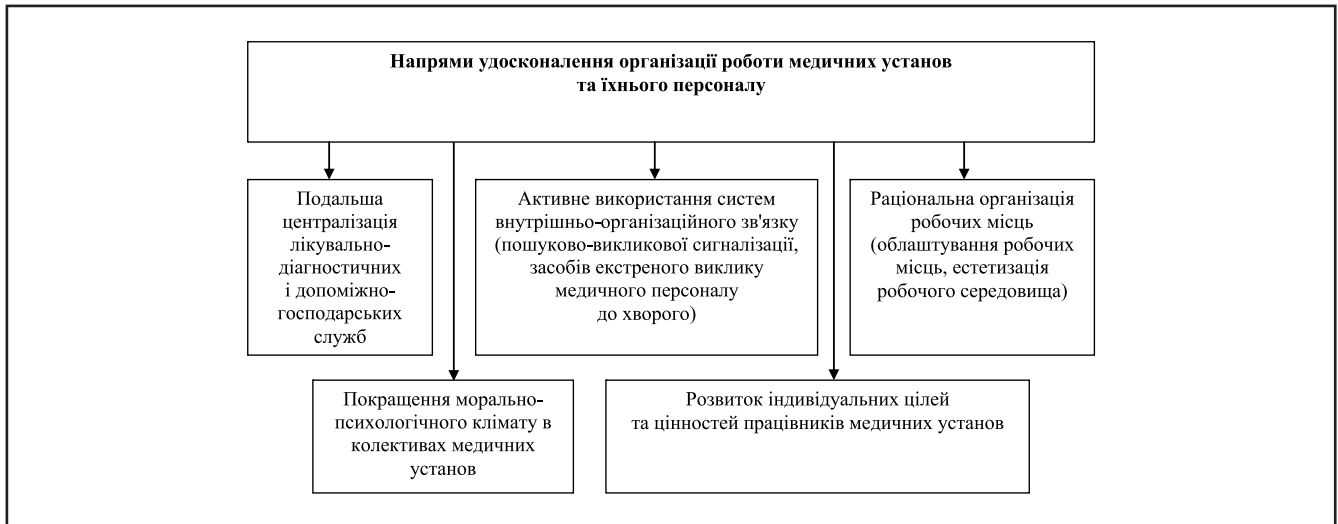 Напрями удосконалення організації роботи медичних установ
та їхнього персоналу
Подальша
централізація
лікувально-
діагностичних
і допоміжно-
господарських
служб
Активне використання систем
внутрішньо-організаційного зв'язку
(пошуково-викликової сигналізації,
засобів екстреного виклику
медичного персоналу
до хворого)
Раціональна організація
робочих місць
(облаштування робочих
місць, естетизація
робочого середовища)
Покращення морально-
психологічного клімату в
колективах медичних
установ
Розвиток індивідуальних цілей
та цінностей працівників медичних установ